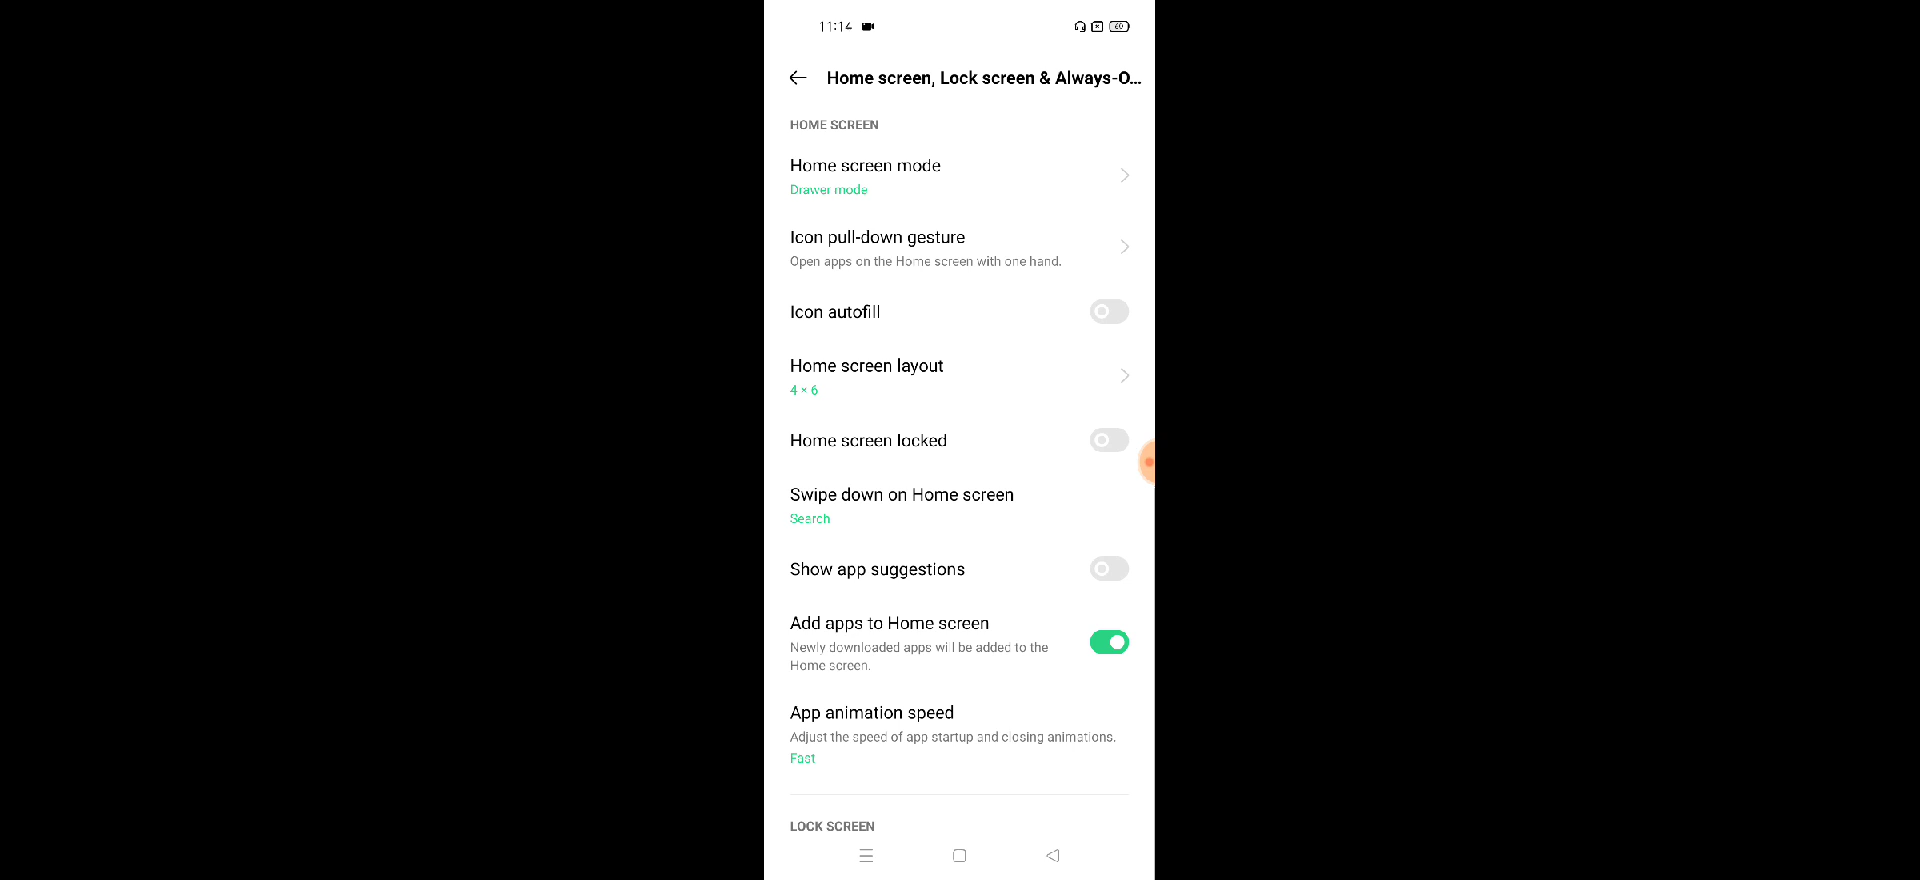 11:14
60
Home screen, Lock screen & Always-O...
HOME SCREEN
Home screen mode
Drawer mode
Icon pull-down gesture
Open apps on the Home screen with one hand.
Icon autofill
Home screen layout
4 × 6
Home screen locked
Swipe down on Home screen
Search
Show app suggestions
Add apps to Home screen
Newly downloaded apps will be added to the
Home screen.
App animation speed
Adjust the speed of app startup and closing animations.
Fast
LOCK SCREEN